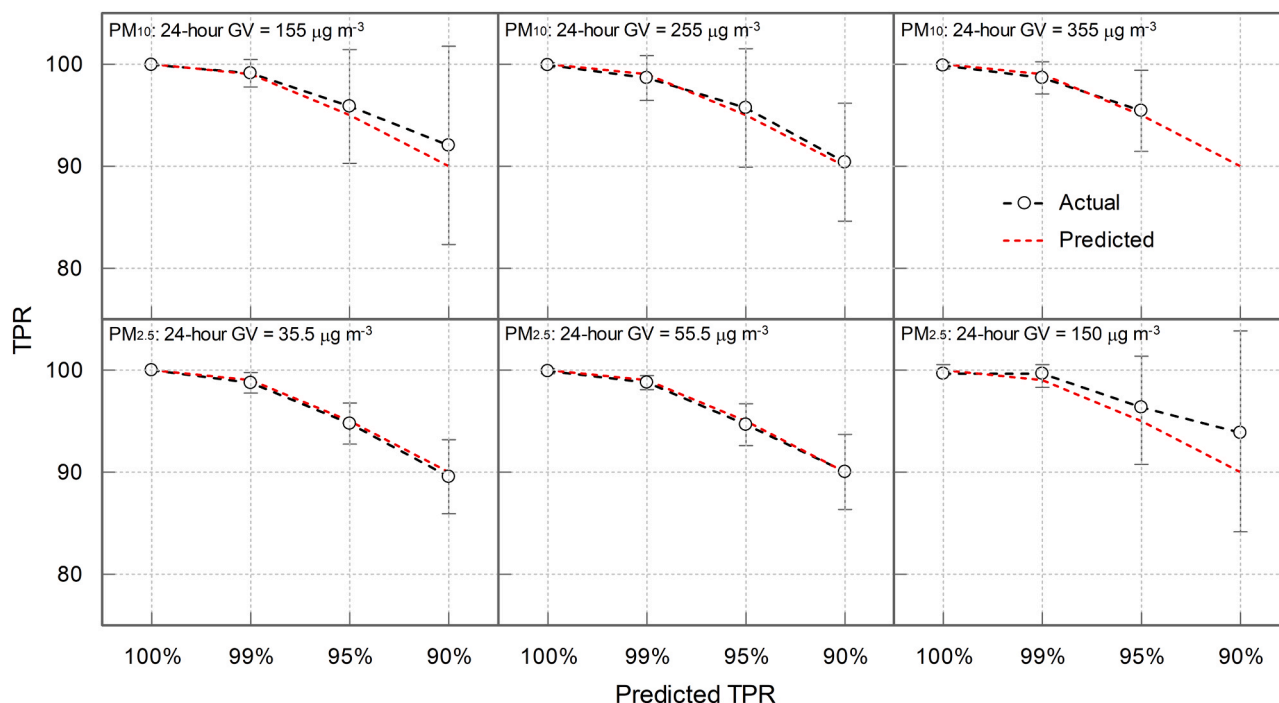 PM10: 24-hour GV = 155 μg m-3
PM10: 24-hour GV = 255 μg m-3
PM10: 24-hour GV = 355 μg m-3
100
90
80
Actual
Predicted
TPR
PM2.5: 24-hour GV = 35.5 μg m-3
PM2.5: 24-hour GV = 55.5 μg m-3
PM2.5: 24-hour GV = 150 μg m-3
100
90
80
100% 99% 95% 90%
100% 99% 95% 90%
100% 99% 95% 90%
Predicted TPR